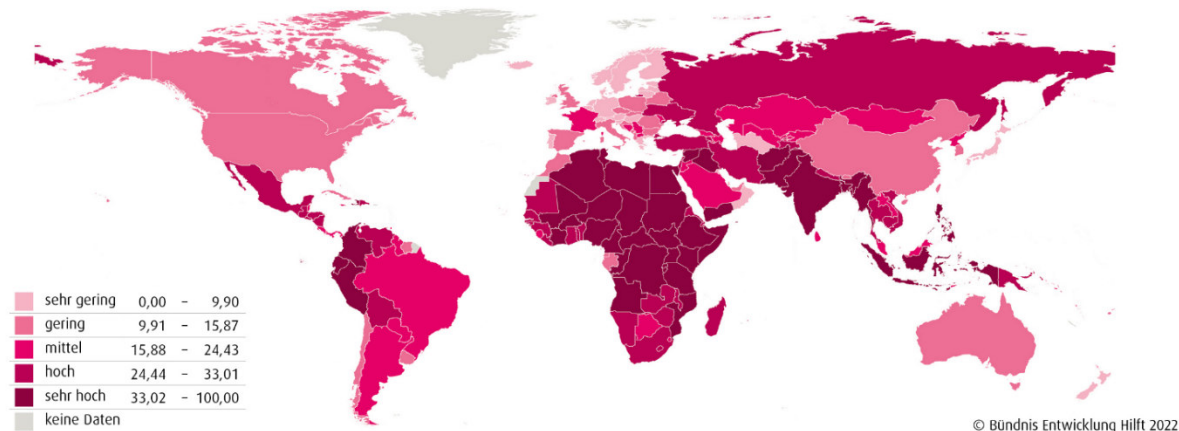 sehr gering 0,00 – 9,90
gering 9,91 – 15,87
mittel 15,88 – 24,43
hoch 24,44 – 33,01
sehr hoch 33,02 – 100,00
keine Daten
© Bündnis Entwicklung Hilft 2022